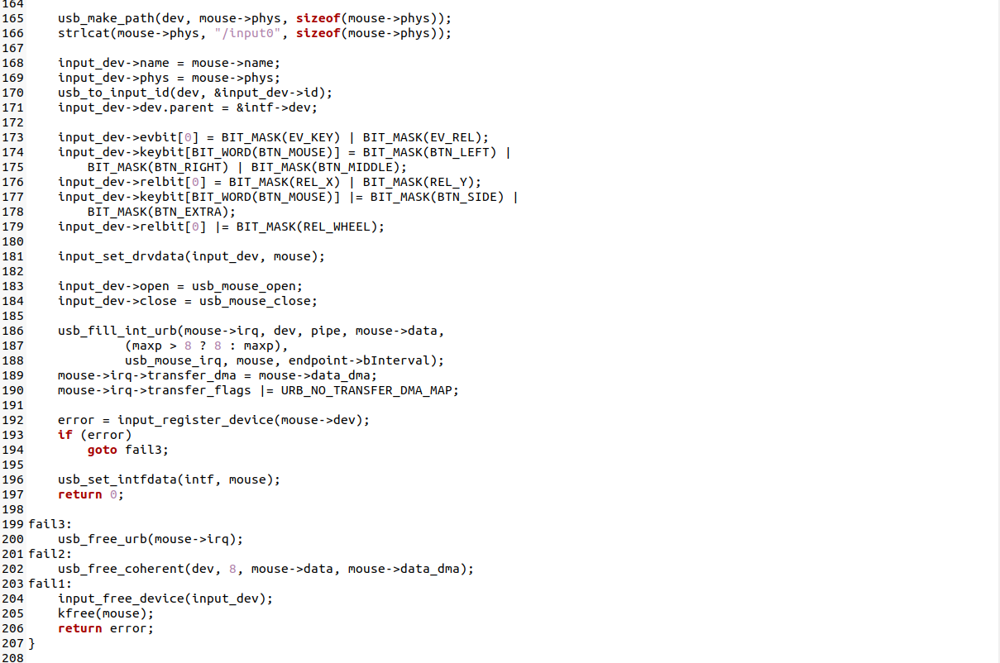 164
165 usb_make_path(dev, mouse->phys, sizeof(mouse->phys));
166 strlcat(mouse->phys, "/input0", sizeof(mouse->phys));
167
168 input_dev->name = mouse->name;
169 input_dev->phys = mouse->phys;
170 usb_to_input_id(dev, &input_dev->id);
171 input_dev->dev.parent = &intf->dev;
172
173 input_dev->evbit[0] = BIT_MASK(EV_KEY) | BIT_MASK(EV_REL);
174 input_dev->keybit[BIT_WORD(BTN_MOUSE)] = BIT_MASK(BTN_LEFT) |
175 BIT_MASK(BTN_RIGHT) | BIT_MASK(BTN_MIDDLE);
176 input_dev->relbit[0] = BIT_MASK(REL_X) | BIT_MASK(REL_Y);
177 input_dev->keybit[BIT_WORD(BTN_MOUSE)] |= BIT_MASK(BTN_SIDE) |
178 BIT_MASK(BTN_EXTRA);
179 input_dev->relbit[0] |= BIT_MASK(REL_WHEEL);
180
181 input_set_drvdata(input_dev, mouse);
182
183 input_dev->open = usb_mouse_open;
184 input_dev->close = usb_mouse_close;
185
186 usb_fill_int_urb(mouse->irq, dev, pipe, mouse->data,
187 (maxp > 8 ? 8 : maxp),
188 usb_mouse_irq, mouse, endpoint->bInterval);
189 mouse->irq->transfer_dma = mouse->data_dma;
190 mouse->irq->transfer_flags |= URB_NO_TRANSFER_DMA_MAP;
191
192 error = input_register_device(mouse->dev);
193 if (error)
194 goto fail3;
195
196 usb_set_intfdata(intf, mouse);
197 return 0;
198
199 fail3:
200 usb_free_urb(mouse->irq);
201 fail2:
202 usb_free_coherent(dev, 8, mouse->data, mouse->data_dma);
203 fail1:
204 input_free_device(input_dev);
205 kfree(mouse);
206 return error;
207 }
208